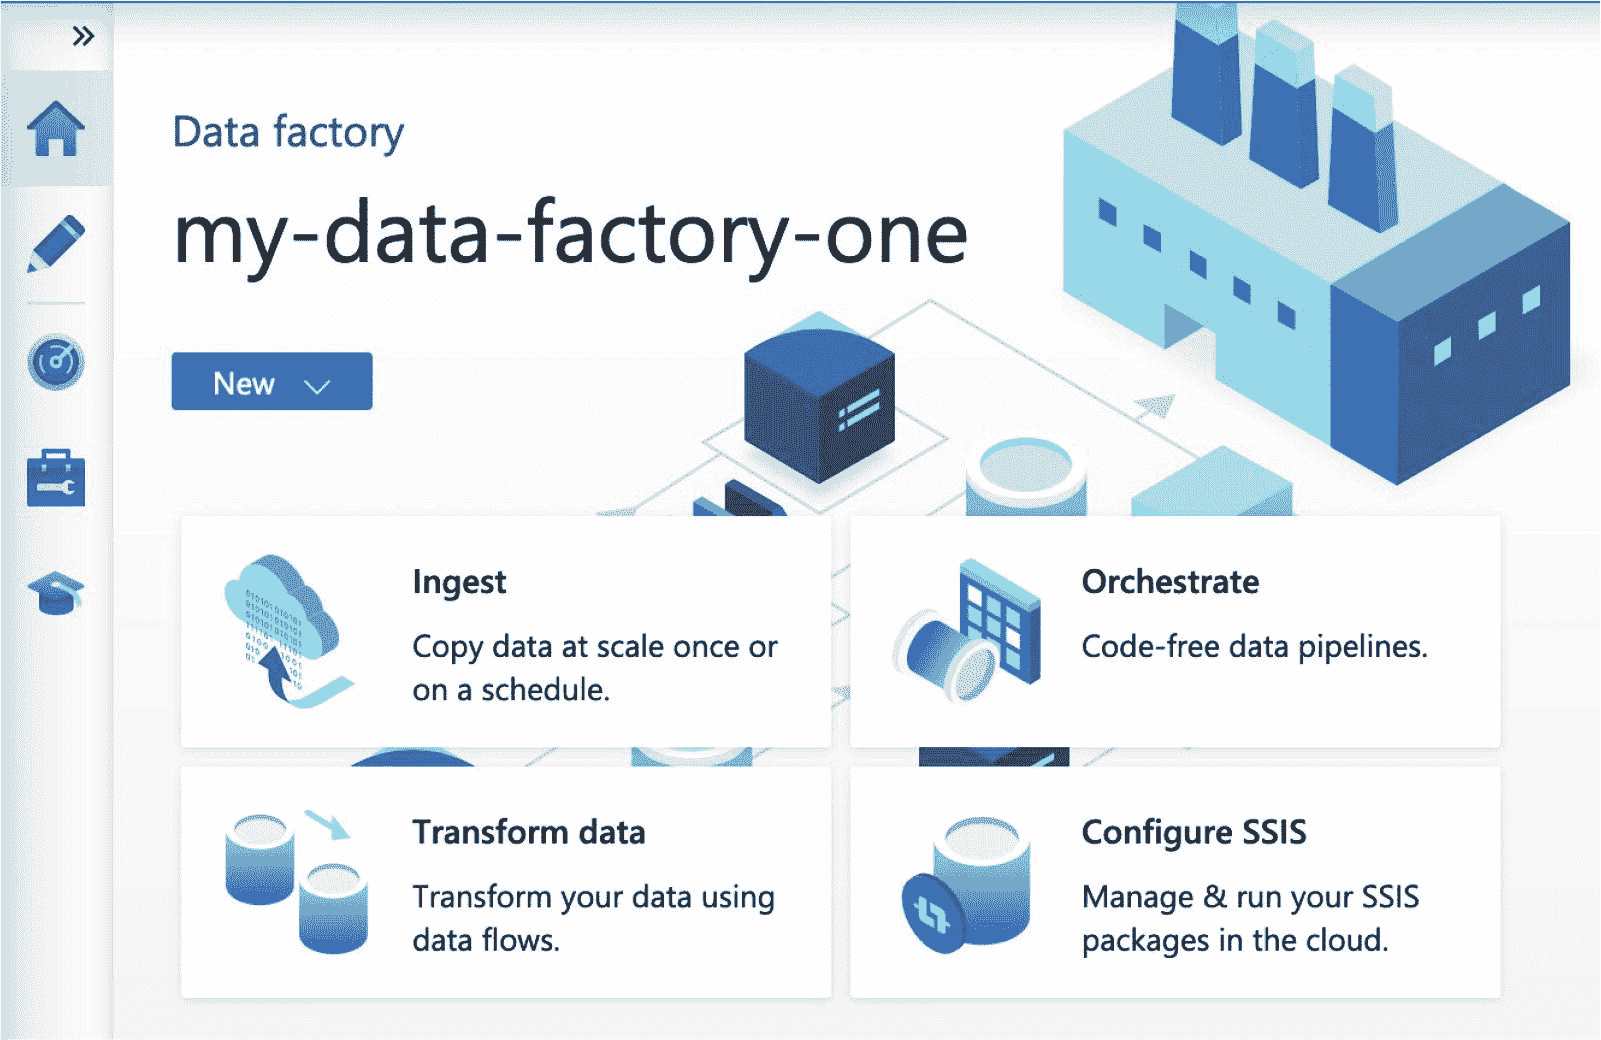 Data factory
my-data-factory-one
New
Ingest
Copy data at scale once or
on a schedule.
Orchestrate
Code-free data pipelines.
Transform data
Transform your data using
data flows.
Configure SSIS
Manage & run your SSIS
packages in the cloud.